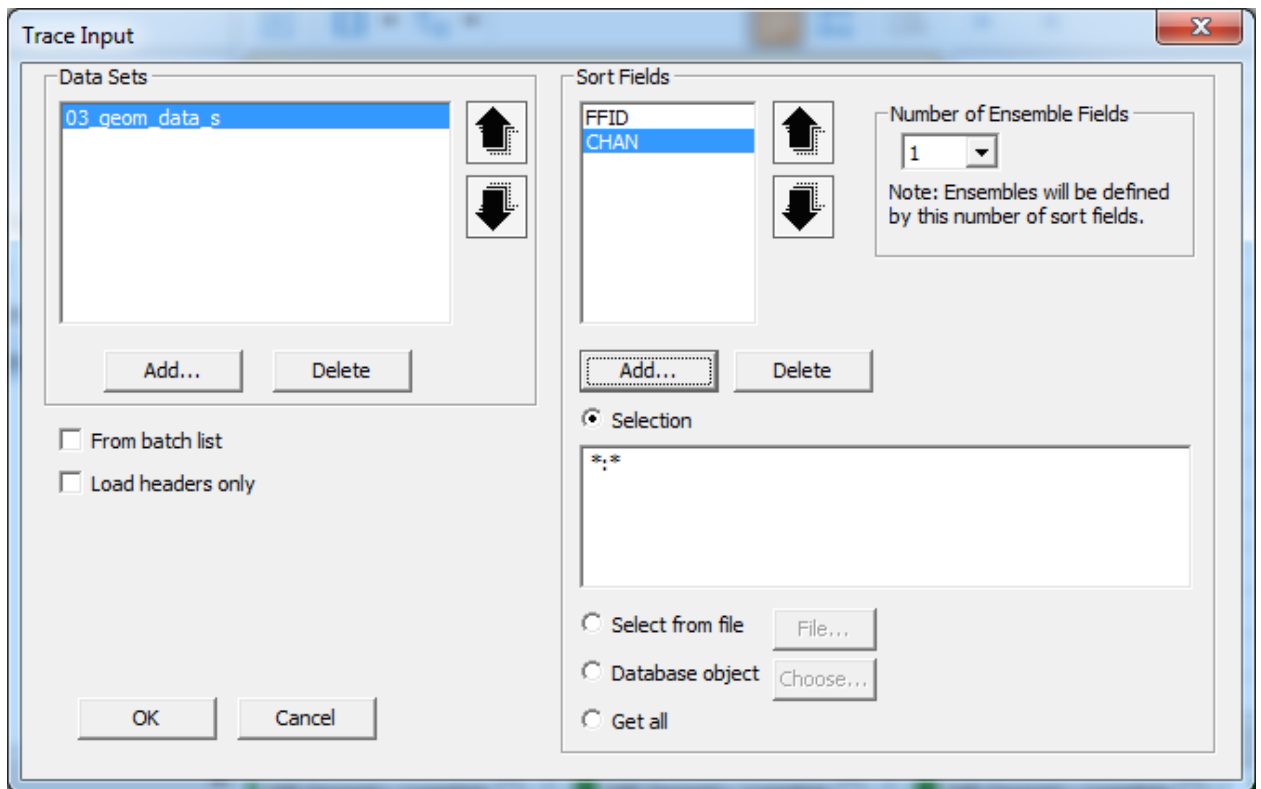 Trace Input
Data Sets
03_geom_data_s
Add...
Delete
From batch list
Load headers only
OK
Cancel
Sort Fields
FFID
CHAN
Number of Ensemble Fields
1
Note: Ensembles will be defined
by this number of sort fields.
Add...
Delete
Selection
*:*
Select from file
File...
Database object
Choose...
Get all